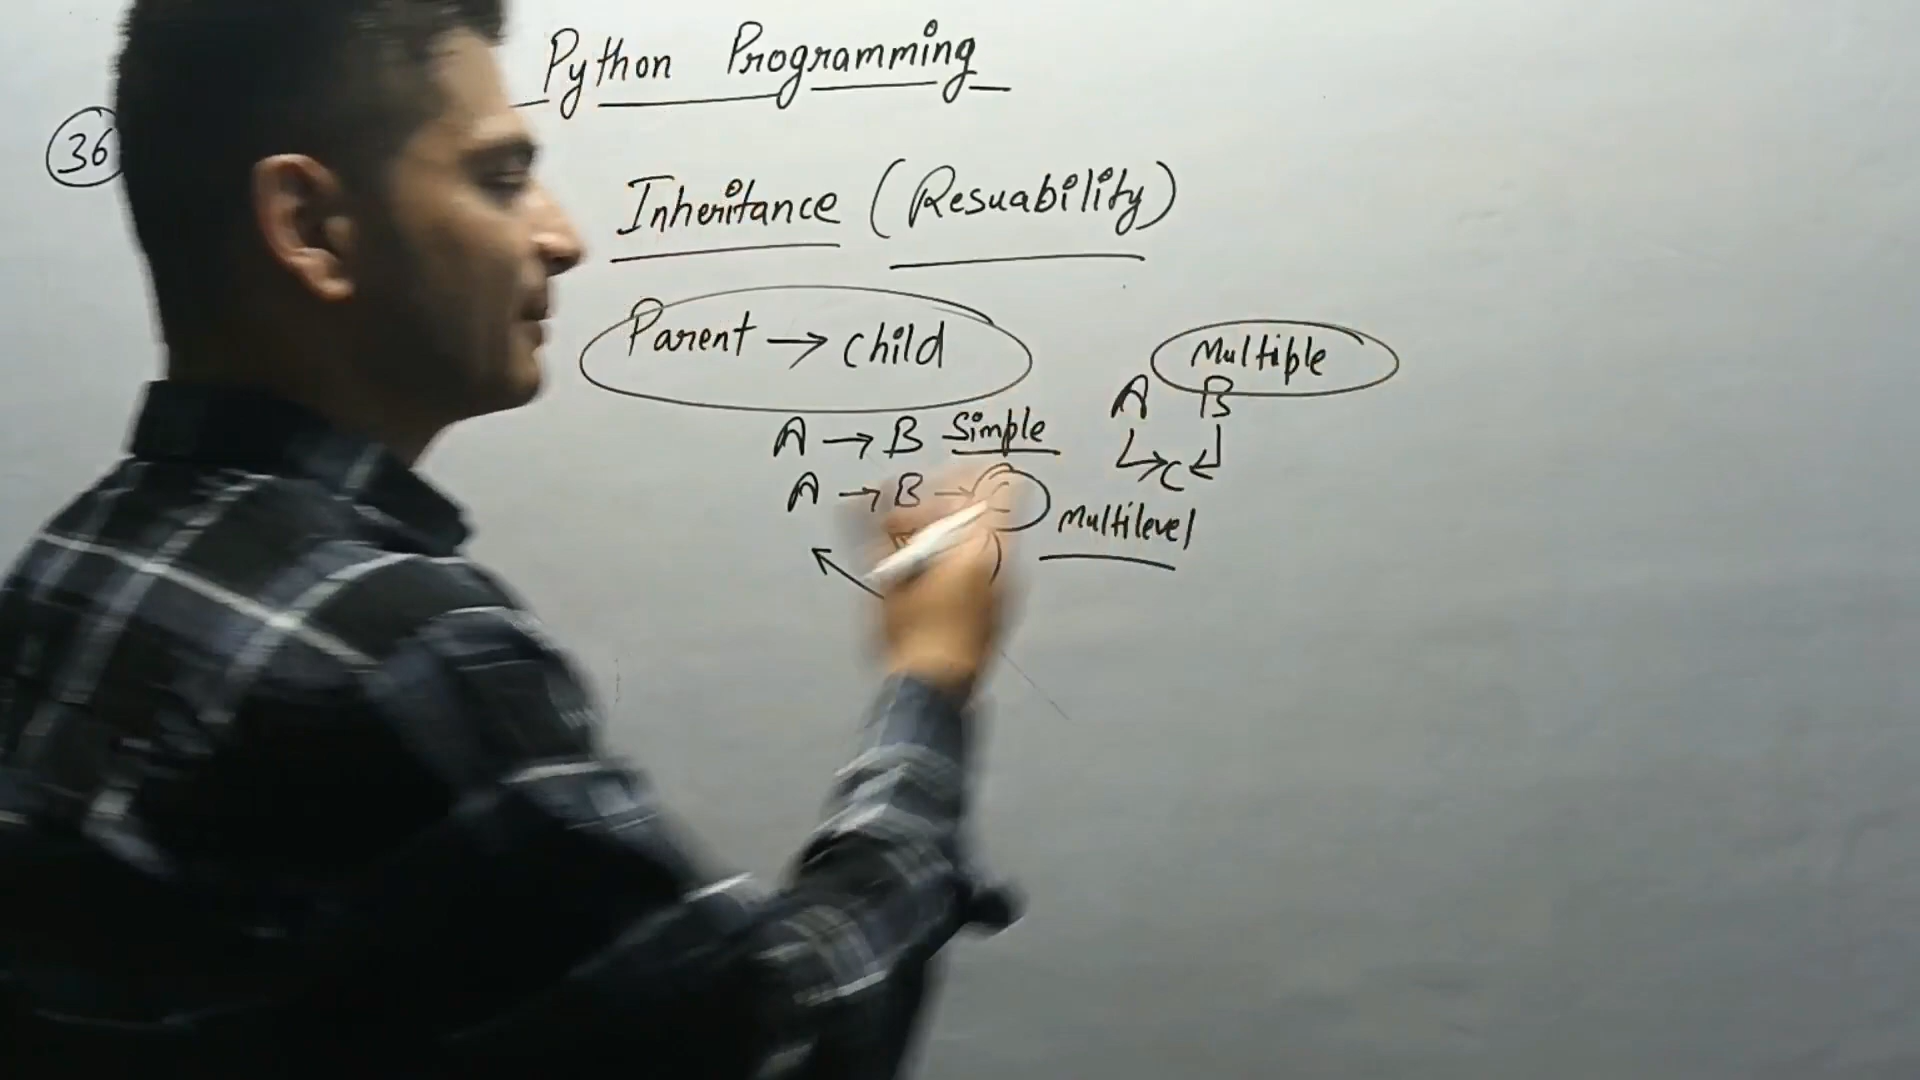 Python Programming
36
Inheritance (Resuability)
Parent → child
Multiple
A B
A → B Simple
C
A → B → C
Multilevel